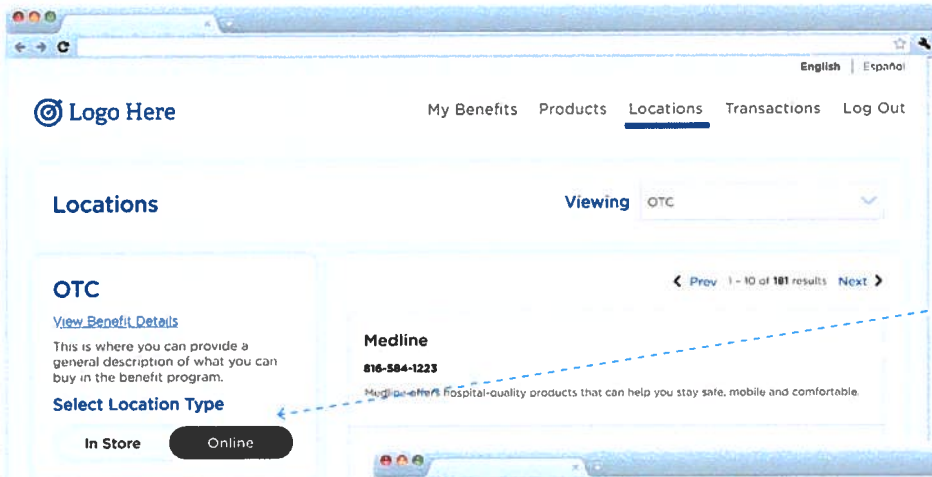 English | Español
Logo Here
My Benefits Products Locations Transactions Log Out
Locations
Viewing OTC
OTC
View Benefit Details
This is where you can provide a
general description of what you can
buy in the benefit program.
Select Location Type
In Store Online
Prev 1 - 10 of 181 results Next
Medline
816-584-1223
Medline offers hospital-quality products that can help you stay safe, mobile and comfortable.